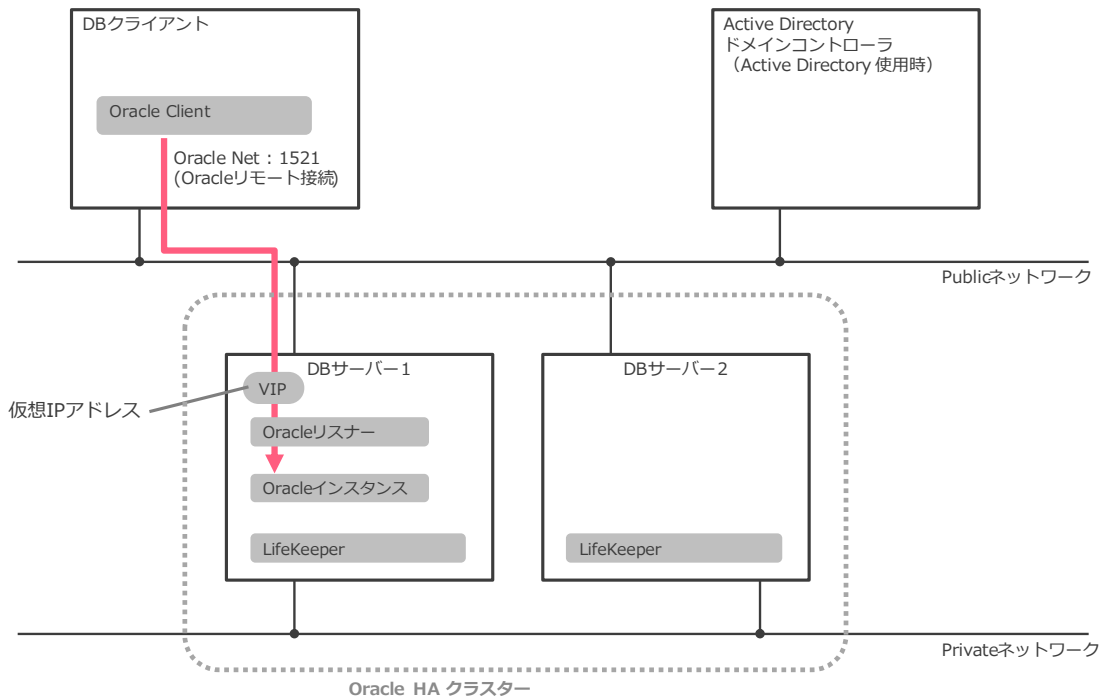 DBクライアント
Oracle Client
Oracle Net : 1521
(Oracleリモート接続)
Active Directory
ドメインコントローラ
(Active Directory 使用時)
Publicネットワーク
DBサーバー1
VIP
仮想IPアドレス
Oracleリスナー
Oracleインスタンス
LifeKeeper
DBサーバー2
LifeKeeper
Privateネットワーク
Oracle HA クラスター